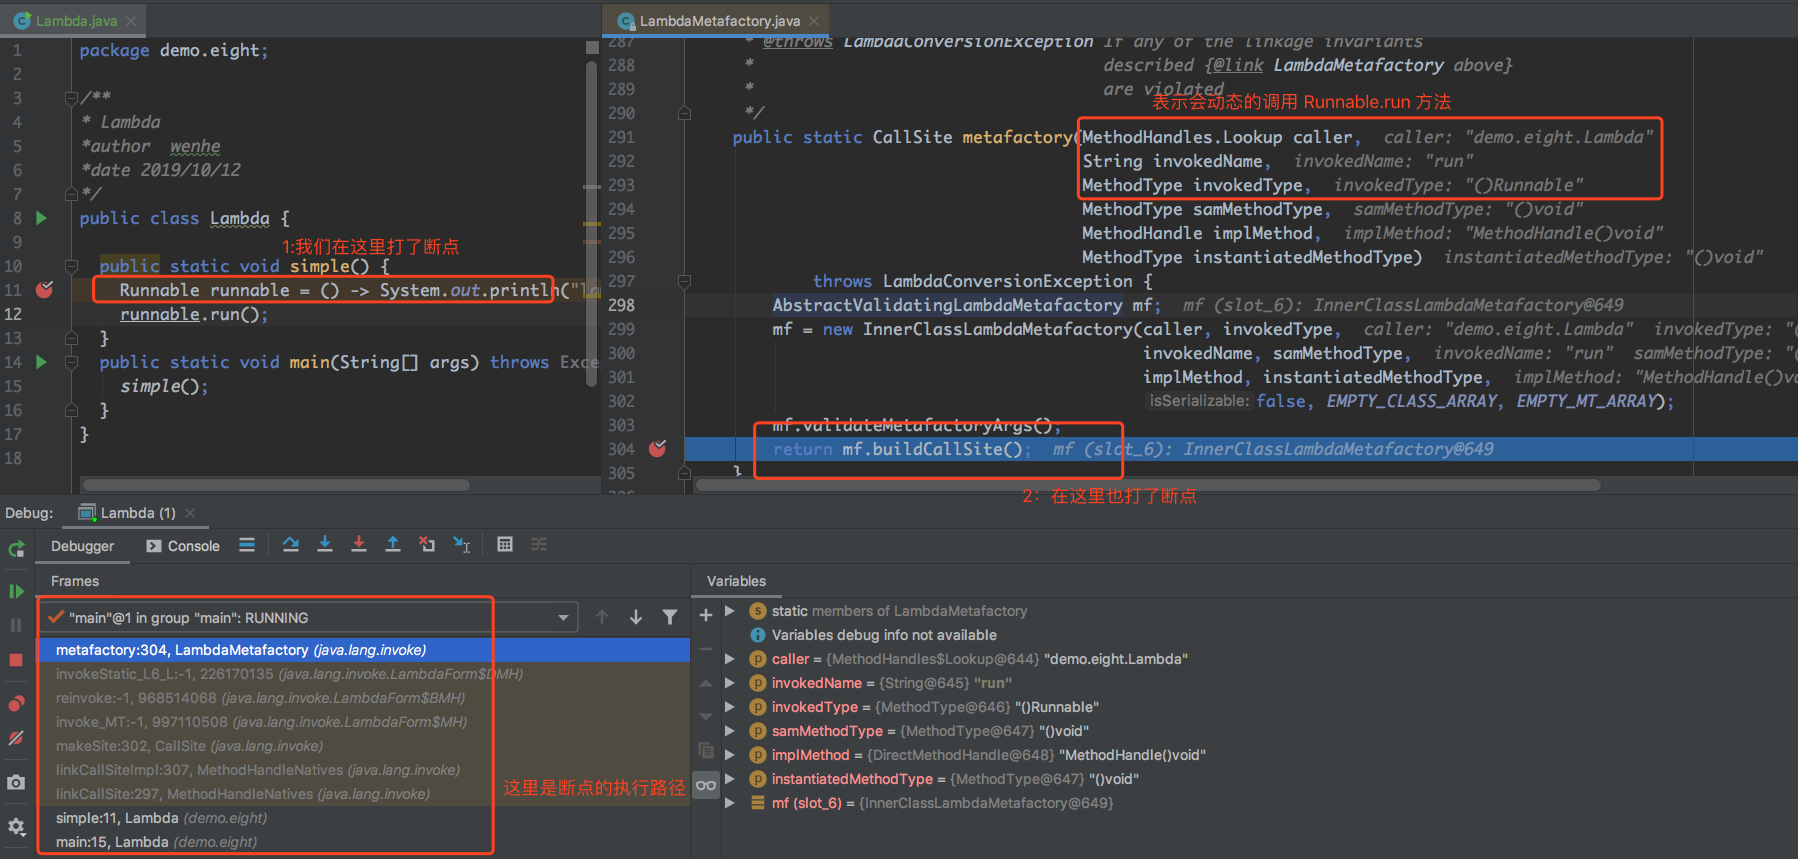 Lambda.java
LambdaMetafactory.java
1 package demo.eight;
2
3 /**
4 * Lambda
5 *author wenhe
6 *date 2019/10/12
7 */
8 public class Lambda {
9
1:我们在这里打了断点
10 public static void simple() {
11 Runnable runnable = () -> System.out.println("la
12 runnable.run();
13 }
14 public static void main(String[] args) throws Exce
15 simple();
16 }
17 }
18
287 * @throws LambdaConversionException If any of the linkage invariants
288 * described {@link LambdaMetafactory above}
289 * are violated
表示会动态的调用 Runnable.run 方法
290 */
291 public static CallSite metafactory(MethodHandles.Lookup caller, caller: "demo.eight.Lambda"
292 String invokedName, invokedName: "run"
293 MethodType invokedType, invokedType: "()Runnable"
294 MethodType samMethodType, samMethodType: "()void"
295 MethodHandle implMethod, implMethod: "MethodHandle()void"
296 MethodType instantiatedMethodType) instantiatedMethodType: "()void"
297 throws LambdaConversionException {
298 AbstractValidatingLambdaMetafactory mf; mf (slot_6): InnerClassLambdaMetafactory@649
299 mf = new InnerClassLambdaMetafactory(caller, invokedType, caller: "demo.eight.Lambda" invokedType: "(
300 invokedName, samMethodType, invokedName: "run" samMethodType: "(
301 implMethod, instantiatedMethodType, implMethod: "MethodHandle()vo
302 isSerializable: false, EMPTY_CLASS_ARRAY, EMPTY_MT_ARRAY);
303 mf.validateMetafactoryArgs();
304 return mf.buildCallSite(); mf (slot_6): InnerClassLambdaMetafactory@649
305 }
2：在这里也打了断点
Debug: Lambda (1)
Debugger Console
Frames
"main"@1 in group "main": RUNNING
metafactory:304, LambdaMetafactory (java.lang.invoke)
invokeStatic_L6_L:-1, 226170135 (java.lang.invoke.LambdaForm$DMH)
reinvoke:-1, 968514068 (java.lang.invoke.LambdaForm$BMH)
invoke_MT:-1, 997110508 (java.lang.invoke.LambdaForm$MH)
makeSite:302, CallSite (java.lang.invoke)
linkCallSiteImpl:307, MethodHandleNatives (java.lang.invoke)
linkCallSite:297, MethodHandleNatives (java.lang.invoke)
simple:11, Lambda (demo.eight)
main:15, Lambda (demo.eight)
这里是断点的执行路径
Variables
static members of LambdaMetafactory
Variables debug info not available
caller = {MethodHandles$Lookup@644} "demo.eight.Lambda"
invokedName = {String@645} "run"
invokedType = {MethodType@646} "()Runnable"
samMethodType = {MethodType@647} "()void"
implMethod = {DirectMethodHandle@648} "MethodHandle()void"
instantiatedMethodType = {MethodType@647} "()void"
mf (slot_6) = {InnerClassLambdaMetafactory@649}